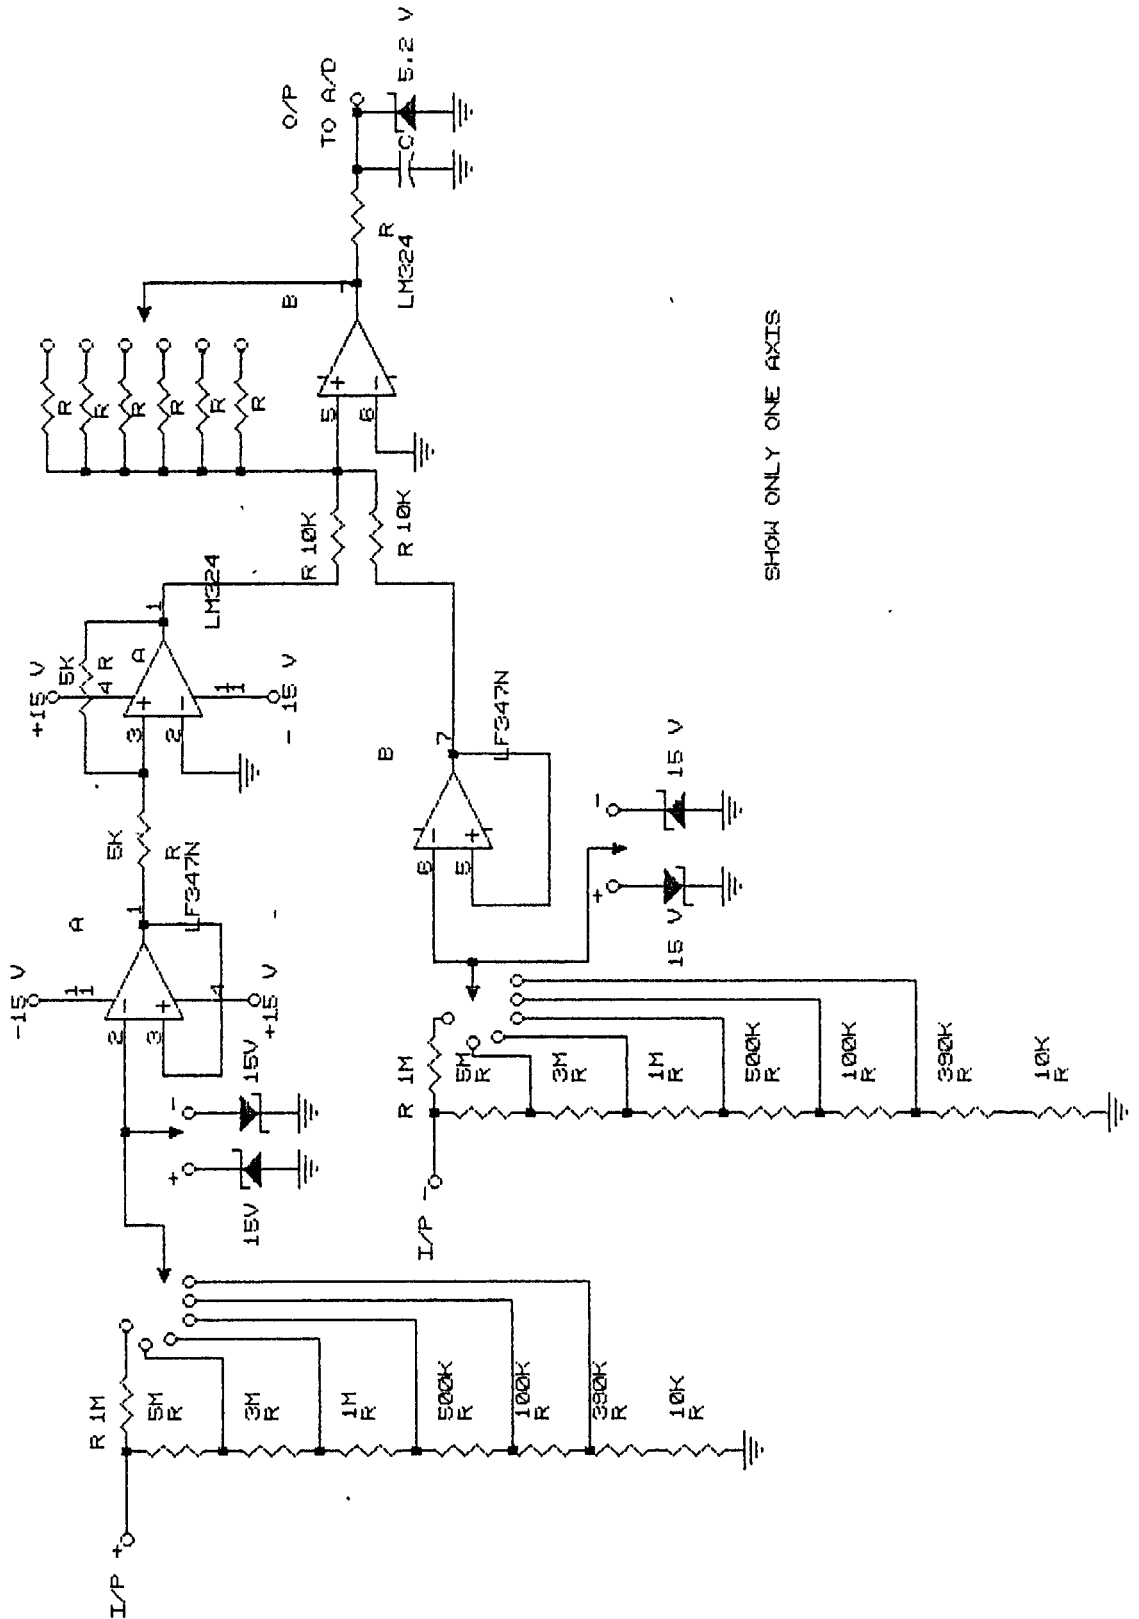 I/P +
R 1M
5M
R
3M
R
1M
R
500K
R
100K
R
390K
R
10K
R
15V
+
-
15V
-15 V
11
2
-
3
+
4
+15 V
A
1
LF347N
5K
R
+15 V
5K
4 R
3
+
2
-
11
- 15 V
A
1
LM324
R 10K
R 10K
R
R
R
R
R
R
5
+
6
-
B
LM324
R
C
5.2 V
O/P
TO A/D
I/P -
R 1M
5M
R
3M
R
1M
R
500K
R
100K
R
390K
R
10K
R
6
-
5
+
B
7
LF347N
+
15 V
-
15 V
SHOW ONLY ONE AXIS